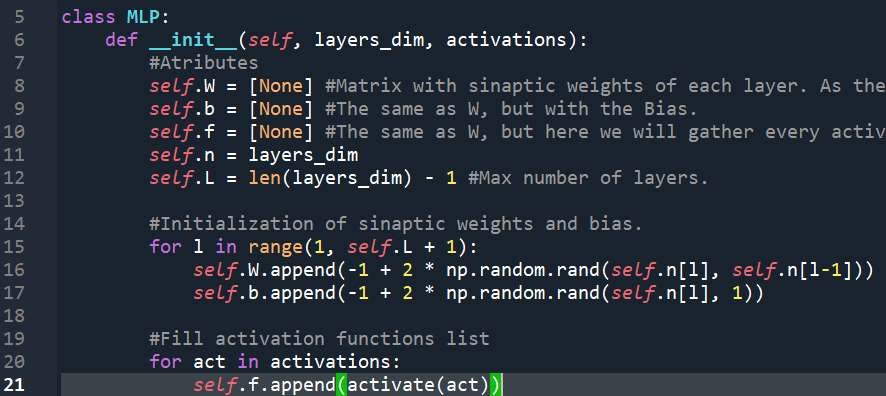 5 class MLP:
6 def __init__(self, layers_dim, activations):
7 #Atributes
8 self.W = [None] #Matrix with sinaptic weights of each layer. As the
9 self.b = [None] #The same as W, but with the Bias.
10 self.f = [None] #The same as W, but here we will gather every activ
11 self.n = layers_dim
12 self.L = len(layers_dim) - 1 #Max number of layers.
13
14 #Initialization of sinaptic weights and bias.
15 for l in range(1, self.L + 1):
16 self.W.append(-1 + 2 * np.random.rand(self.n[l], self.n[l-1]))
17 self.b.append(-1 + 2 * np.random.rand(self.n[l], 1))
18
19 #Fill activation functions list
20 for act in activations:
21 self.f.append(activate(act))